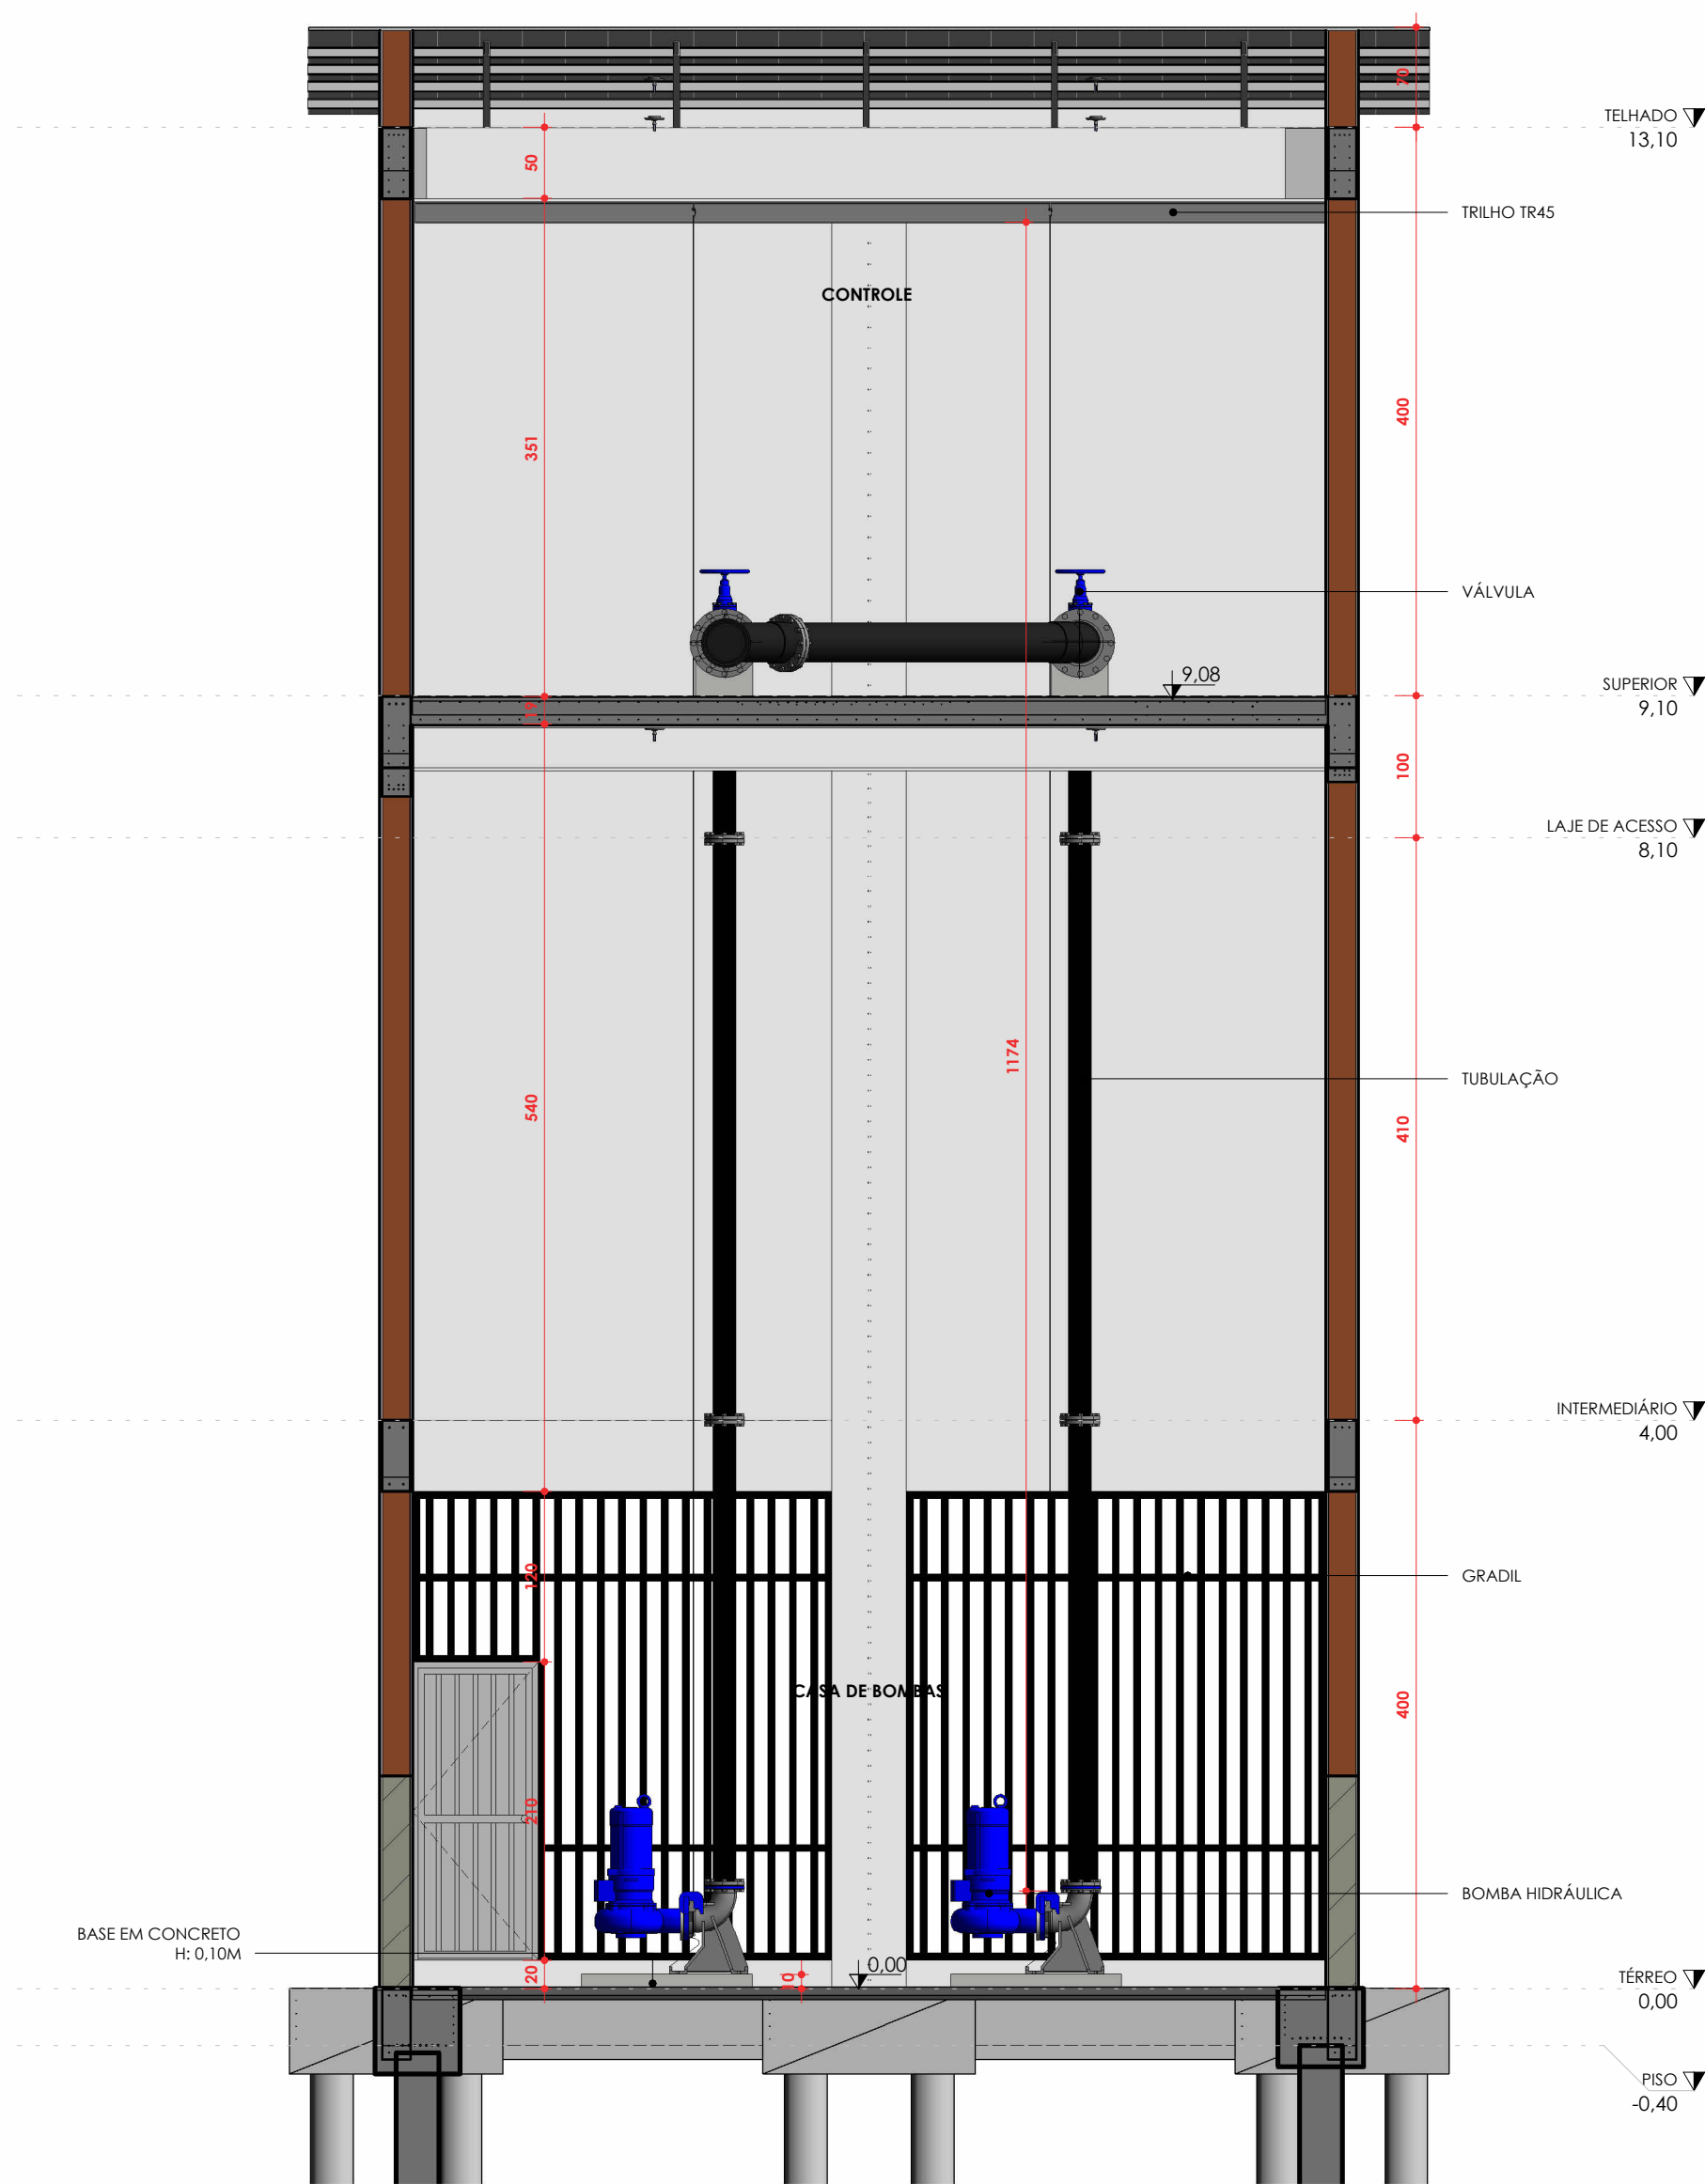 70
TELHADO
13,10
50
TRILHO TR45
CONTROLE
400
351
VÁLVULA
9,08
SUPERIOR
9,10
19
100
LAJE DE ACESSO
8,10
1174
TUBULAÇÃO
540
410
INTERMEDIÁRIO
4,00
120
GRADIL
CASA DE BOMBAS
400
210
BOMBA HIDRÁULICA
BASE EM CONCRETO
H: 0,10M
20
10
0,00
TÉRREO
0,00
PISO
-0,40